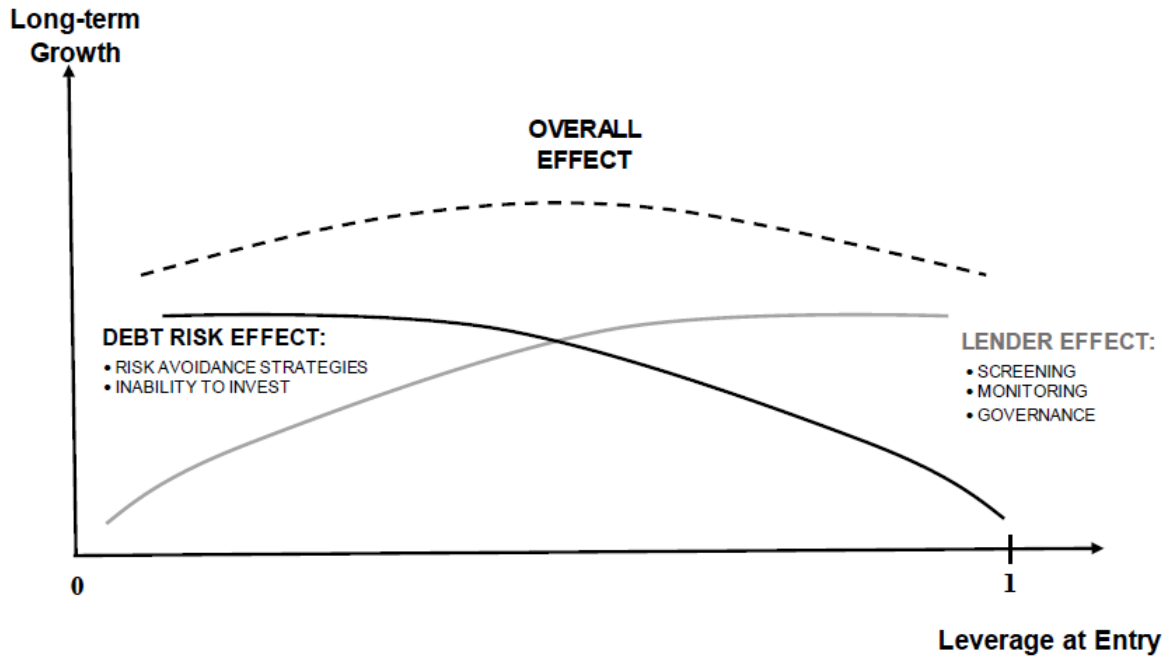 Long-term
Growth
OVERALL
EFFECT
DEBT RISK EFFECT:
• RISK AVOIDANCE STRATEGIES
• INABILITY TO INVEST
LENDER EFFECT:
• SCREENING
• MONITORING
• GOVERNANCE
0
1
Leverage at Entry